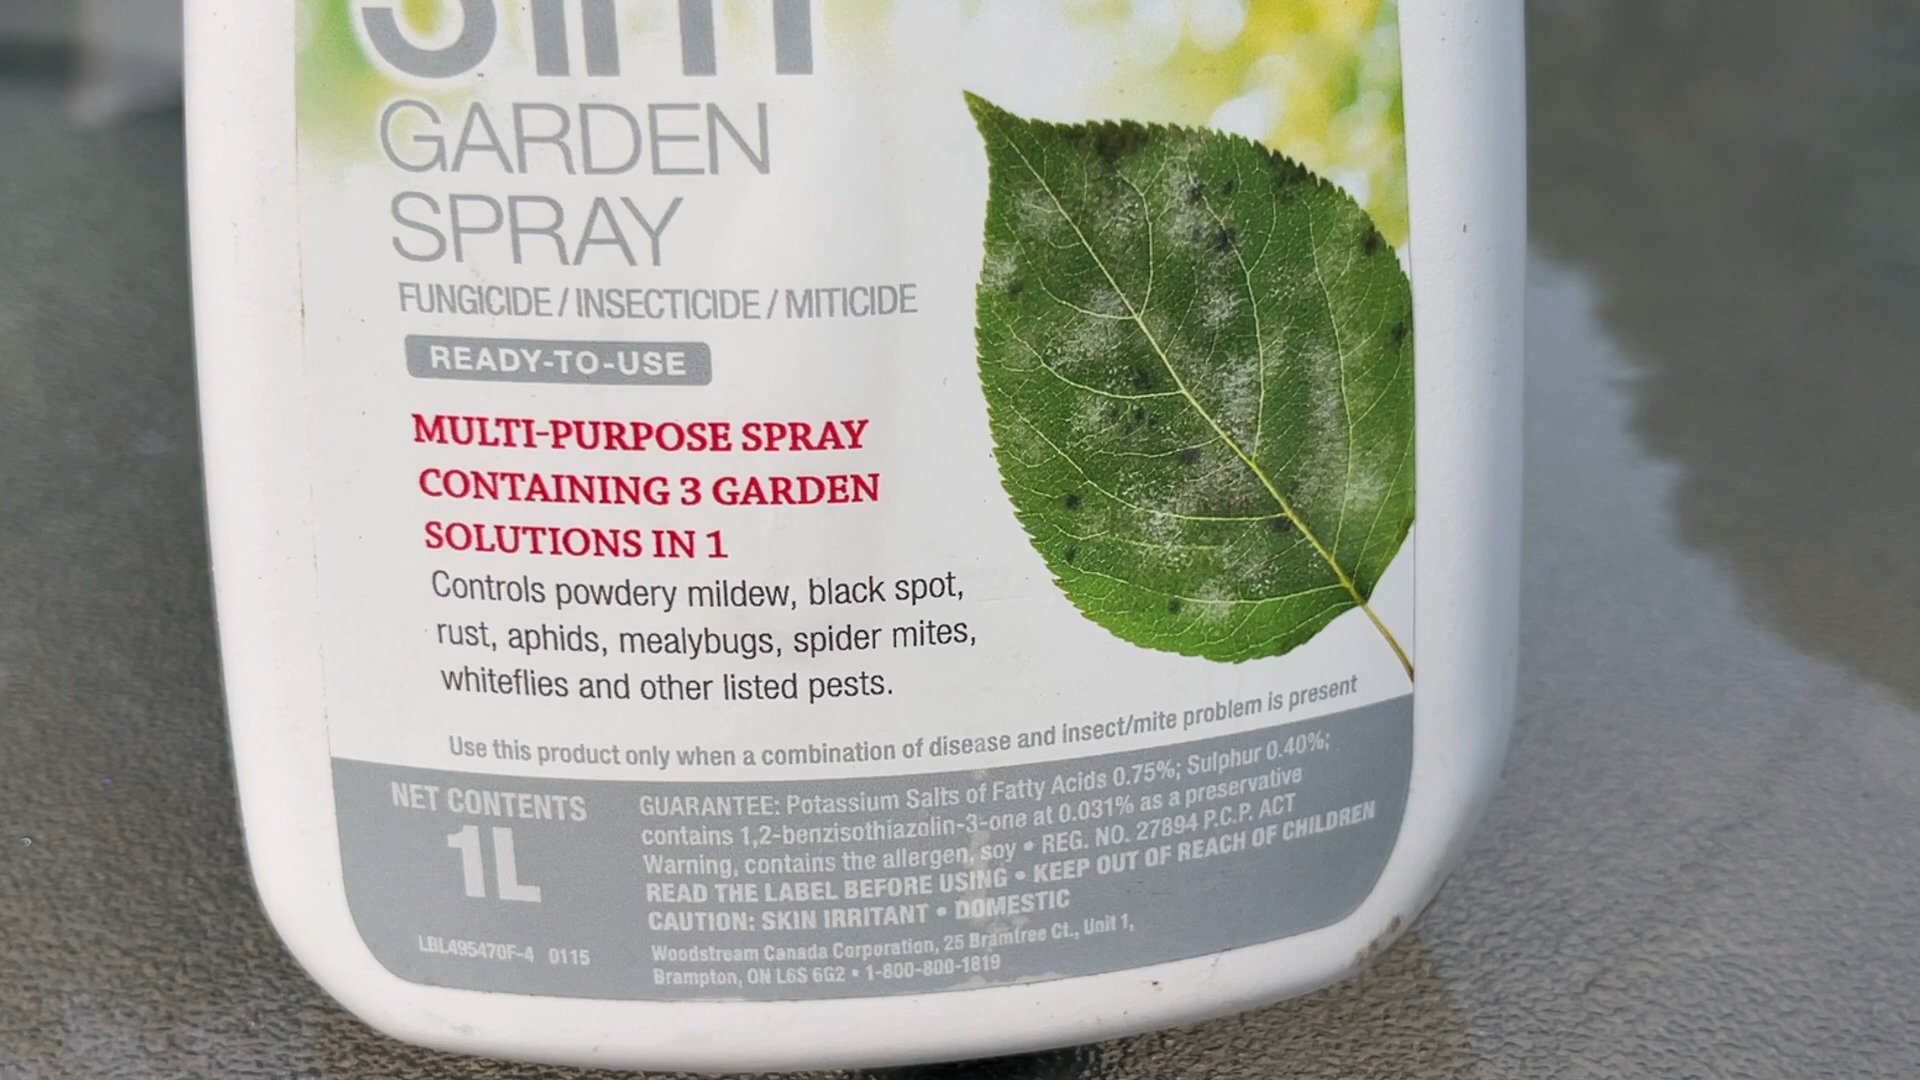 3in1
GARDEN
SPRAY
FUNGICIDE / INSECTICIDE / MITICIDE
READY-TO-USE
MULTI-PURPOSE SPRAY
CONTAINING 3 GARDEN
SOLUTIONS IN 1
Controls powdery mildew, black spot,
rust, aphids, mealybugs, spider mites,
whiteflies and other listed pests.
Use this product only when a combination of disease and insect/mite problem is present
NET CONTENTS
1L
LBL495470F-4 0115
GUARANTEE: Potassium Salts of Fatty Acids 0.75%; Sulphur 0.40%;
contains 1,2-benzisothiazolin-3-one at 0.031% as a preservative
Warning, contains the allergen, soy • REG. NO. 27894 P.C.P. ACT
READ THE LABEL BEFORE USING • KEEP OUT OF REACH OF CHILDREN
CAUTION: SKIN IRRITANT • DOMESTIC
Woodstream Canada Corporation, 25 Bramtree Ct., Unit 1,
Brampton, ON L6S 6G2 • 1-800-800-1819